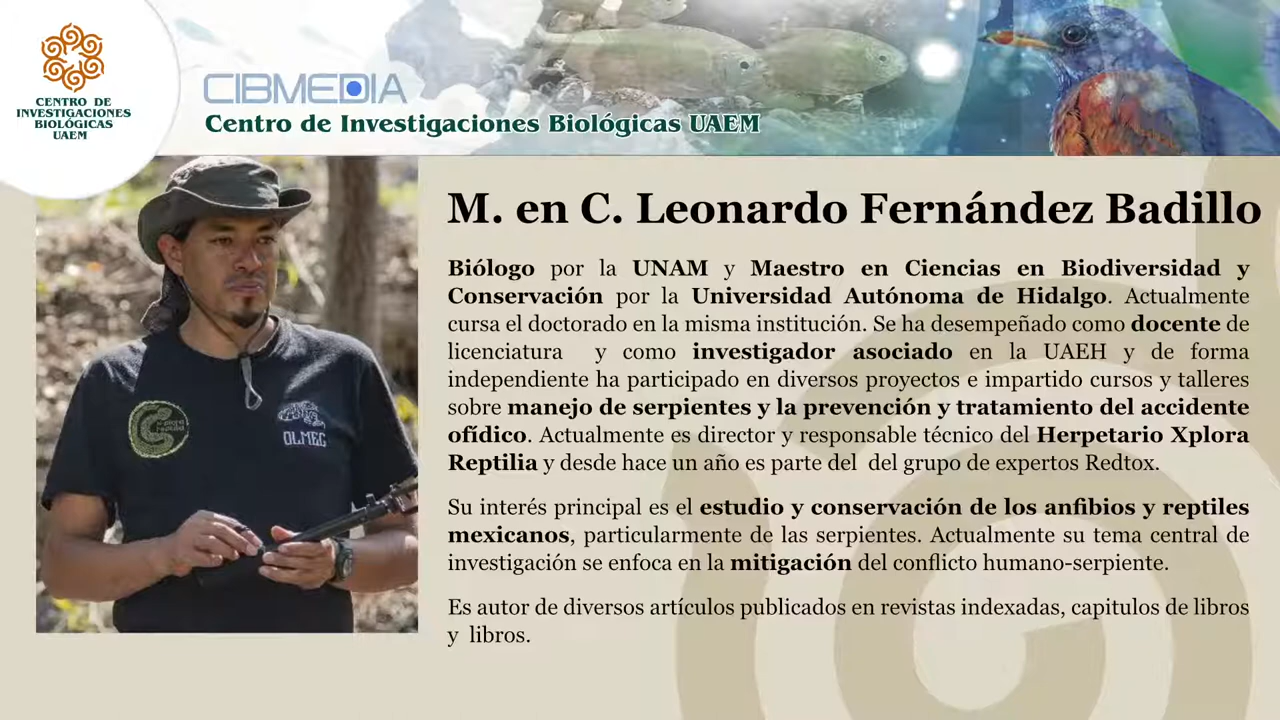 CENTRO DE
INVESTIGACIONES
BIOLÓGICAS
UAEM
CIBMEDIA
Centro de Investigaciones Biológicas UAEM
M. en C. Leonardo Fernández Badillo
Biólogo por la UNAM y Maestro en Ciencias en Biodiversidad y
Conservación por la Universidad Autónoma de Hidalgo. Actualmente
cursa el doctorado en la misma institución. Se ha desempeñado como docente de
licenciatura y como investigador asociado en la UAEH y de forma
independiente ha participado en diversos proyectos e impartido cursos y talleres
sobre manejo de serpientes y la prevención y tratamiento del accidente
ofídico. Actualmente es director y responsable técnico del Herpetario Xplora
Reptilia y desde hace un año es parte del del grupo de expertos Redtox.
Su interés principal es el estudio y conservación de los anfibios y reptiles
mexicanos, particularmente de las serpientes. Actualmente su tema central de
investigación se enfoca en la mitigación del conflicto humano-serpiente.
Es autor de diversos artículos publicados en revistas indexadas, capitulos de libros
y libros.
Xplora
Reptilia
OLMEG